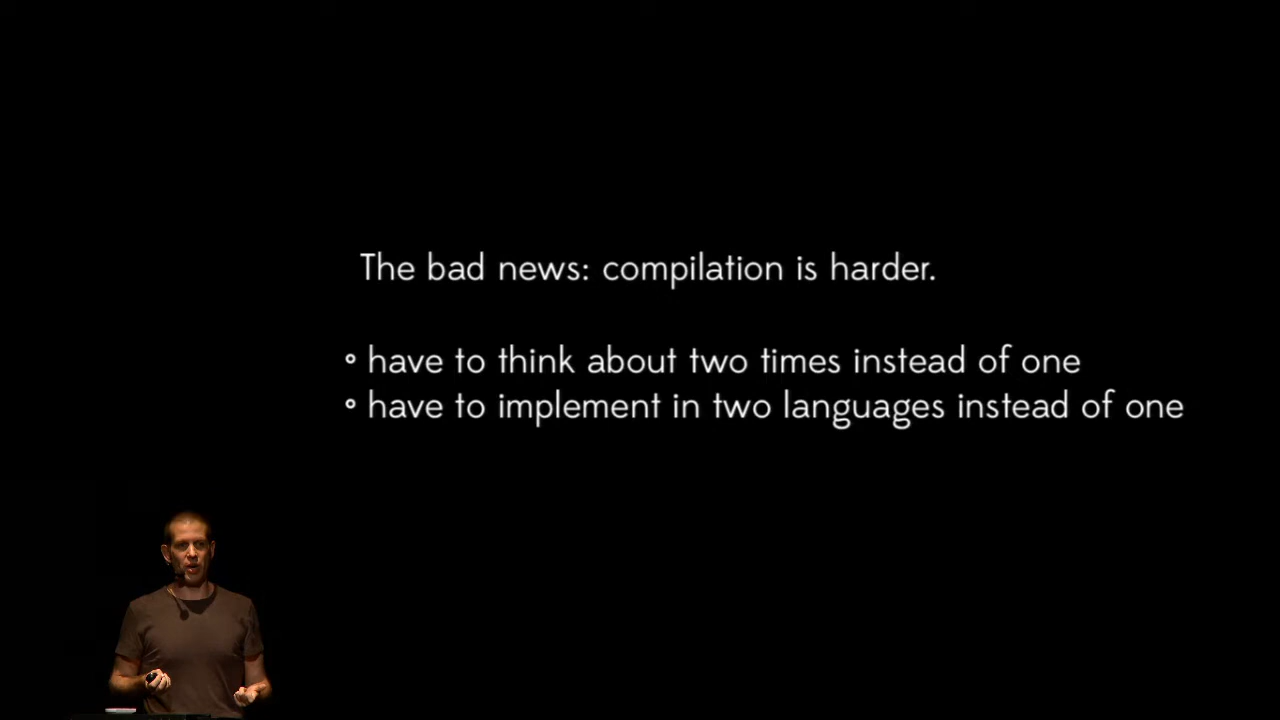 The bad news: compilation is harder.
° have to think about two times instead of one
° have to implement in two languages instead of one